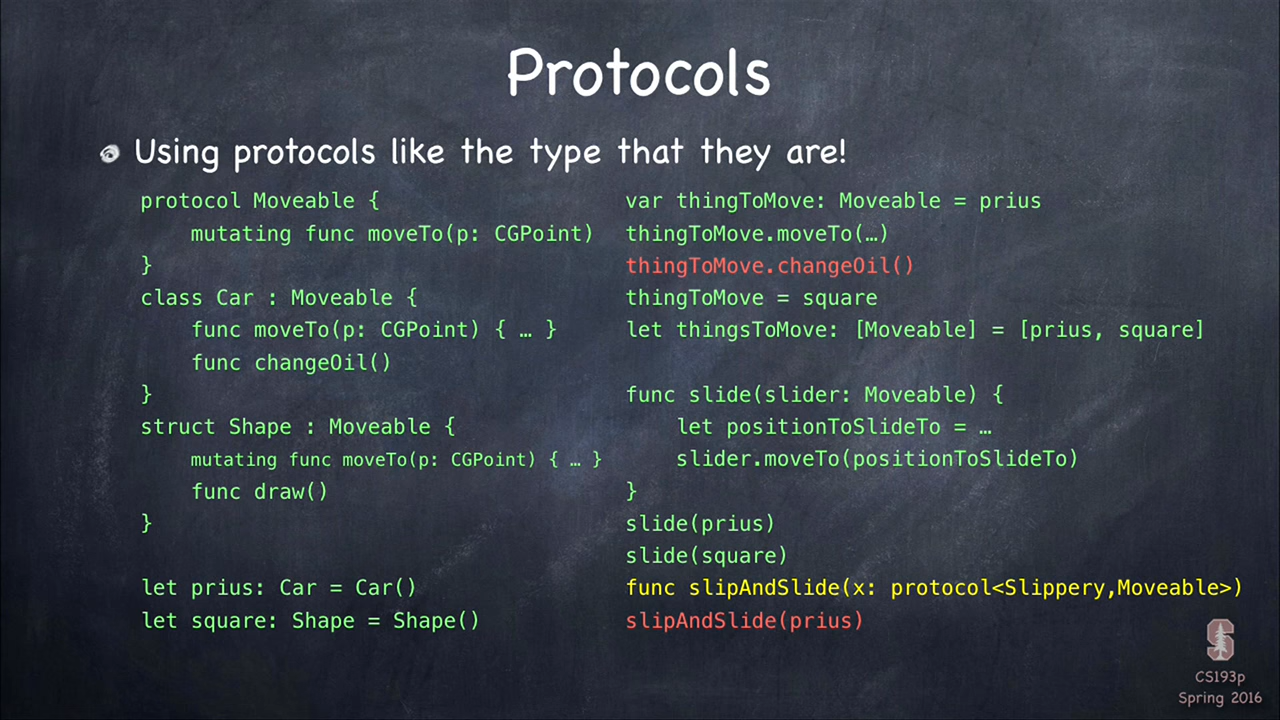 Protocols
Using protocols like the type that they are!
protocol Moveable {
mutating func moveTo(p: CGPoint)
}
class Car : Moveable {
func moveTo(p: CGPoint) { … }
func changeOil()
}
struct Shape : Moveable {
mutating func moveTo(p: CGPoint) { … }
func draw()
}
let prius: Car = Car()
let square: Shape = Shape()
var thingToMove: Moveable = prius
thingToMove.moveTo(…)
thingToMove.changeOil()
thingToMove = square
let thingsToMove: [Moveable] = [prius, square]
func slide(slider: Moveable) {
let positionToSlideTo = …
slider.moveTo(positionToSlideTo)
}
slide(prius)
slide(square)
func slipAndSlide(x: protocol<Slippery,Moveable>)
slipAndSlide(prius)
S
CS193p
Spring 2016